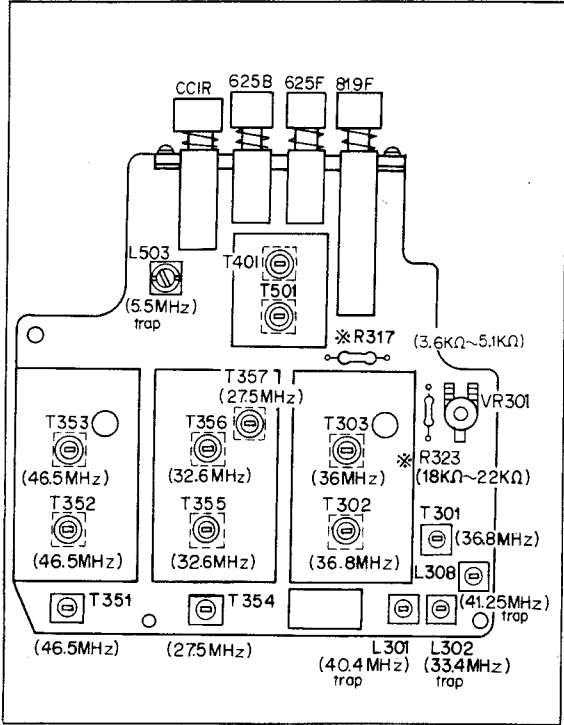 CCIR 625B 625F 819F
L503
(5.5MHz)
trap
T401
T501
※R317
(3.6KΩ~5.1KΩ)
T357
(27.5MHz)
VR301
T353
(46.5MHz)
T356
(32.6MHz)
T303
(36MHz)
※ R323
(18KΩ~22KΩ)
T352
(46.5MHz)
T355
(32.6MHz)
T302
(36.8MHz)
T301
(36.8MHz)
L308
(41.25MHz)
trap
T351
(46.5MHz)
T354
(27.5MHz)
L301
(40.4MHz)
trap
L302
(33.4MHz)
trap